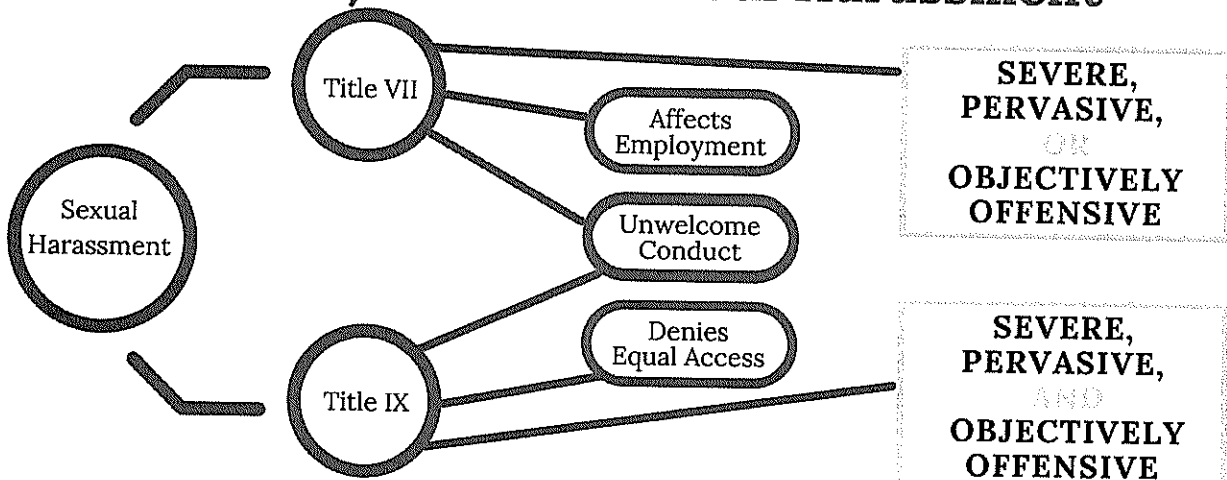 Harassment
Title VII
SEVERE,
PERVASIVE,
OR
OBJECTIVELY
OFFENSIVE
Affects
Employment
Sexual
Harassment
Unwelcome
Conduct
Denies
Equal Access
Title IX
SEVERE,
PERVASIVE,
AND
OBJECTIVELY
OFFENSIVE